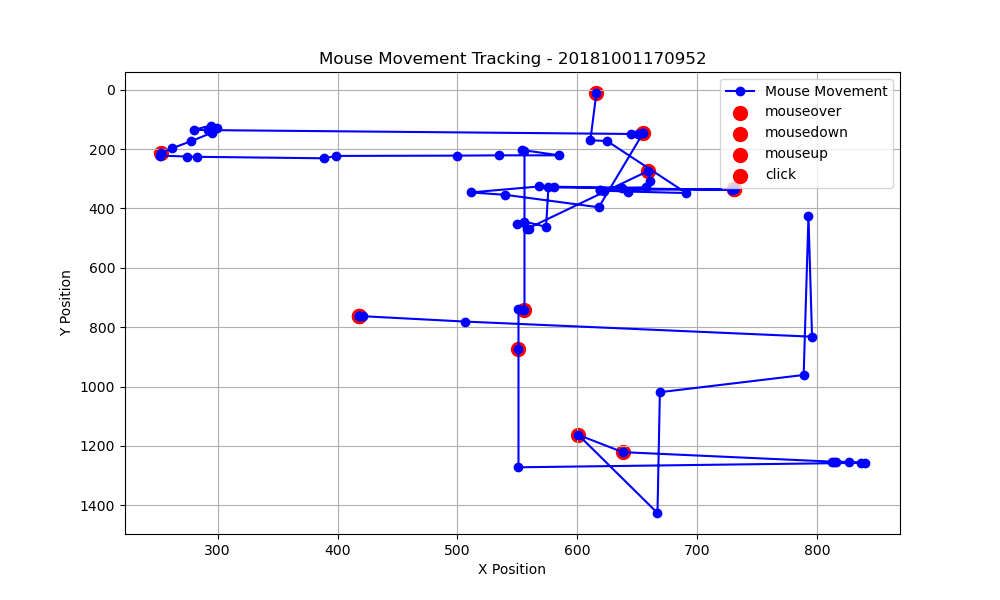 Mouse Movement Tracking - 20181001170952
Mouse Movement
mouseover
mousedown
mouseup
click
0
200
400
600
800
1000
1200
1400
Y Position
300
400
500
600
700
800
X Position